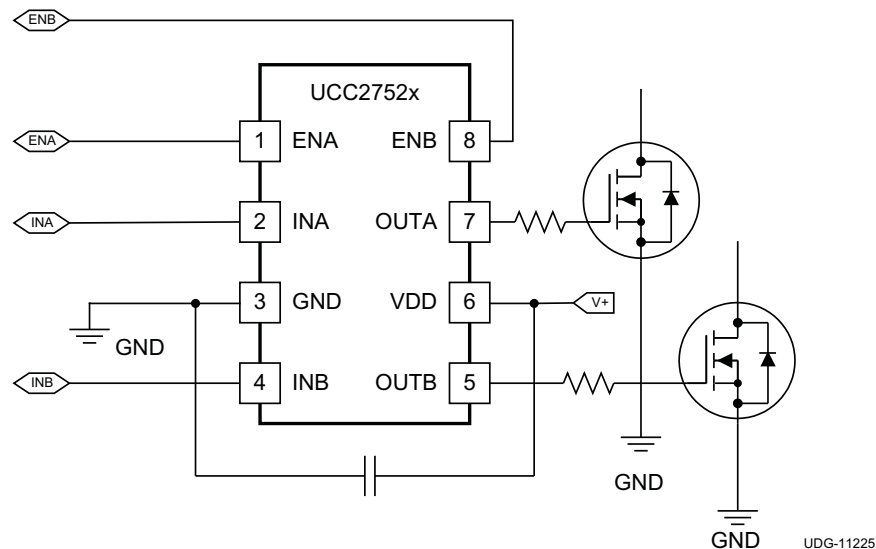 ENB
UCC2752x
ENA
1 ENA ENB 8
INA
2 INA OUTA 7
3 GND VDD 6
V+
GND
INB
4 INB OUTB 5
GND
GND
UDG-11225